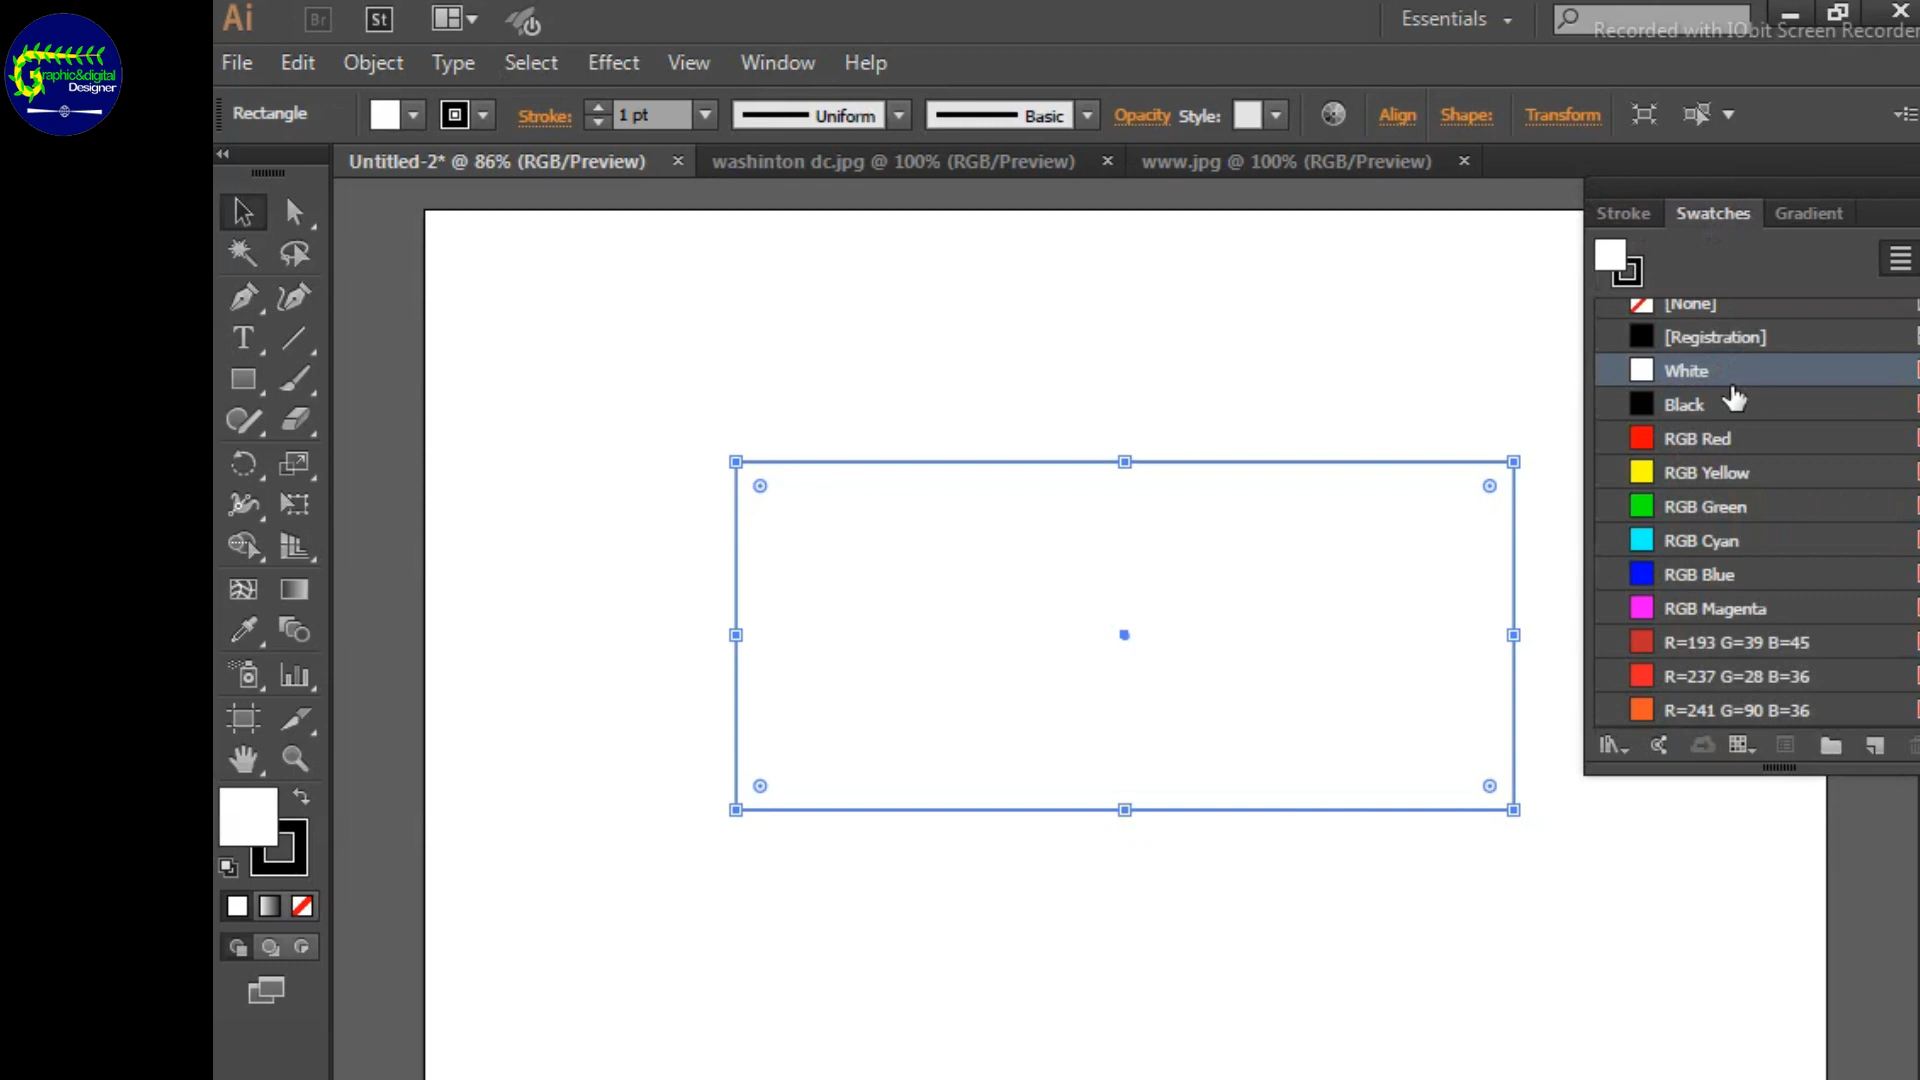 Graphic&digital
Designer
Ai Br St Essentials
Recorded with IObit Screen Recorder
File Edit Object Type Select Effect View Window Help
Rectangle Stroke: 1 pt Uniform Basic Opacity Style: Align Shape: Transform
Untitled-2* @ 86% (RGB/Preview) washinton dc.jpg @ 100% (RGB/Preview) www.jpg @ 100% (RGB/Preview)
Stroke Swatches Gradient
[None]
[Registration]
White
Black
RGB Red
RGB Yellow
RGB Green
RGB Cyan
RGB Blue
RGB Magenta
R=193 G=39 B=45
R=237 G=28 B=36
R=241 G=90 B=36